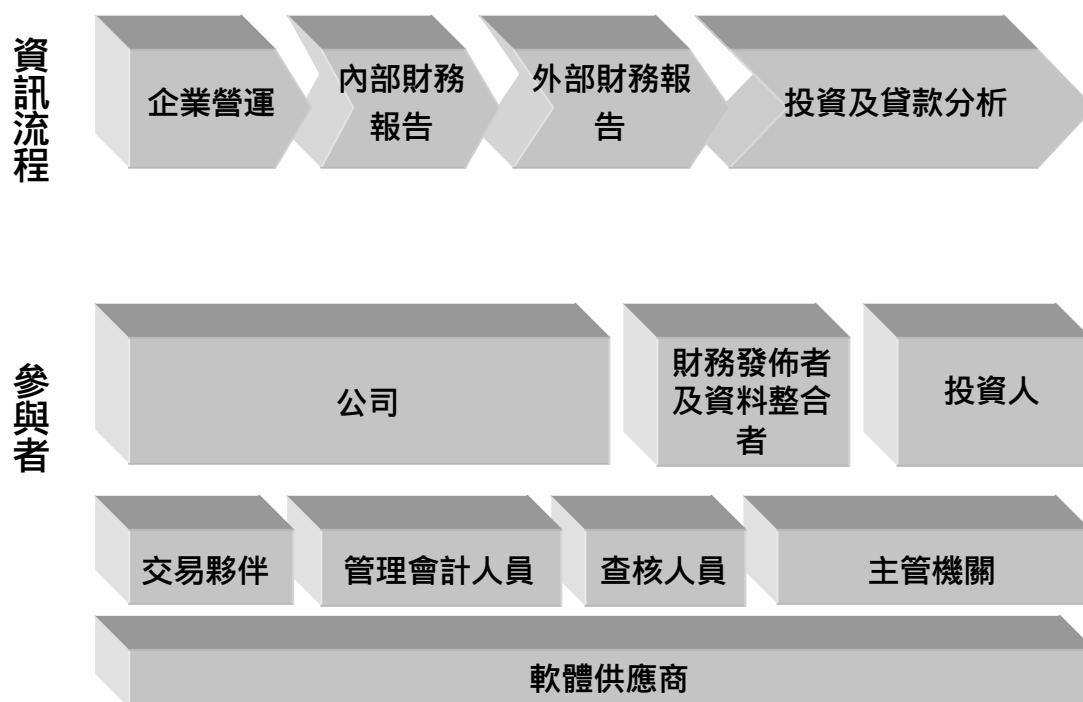 資訊流程
企業營運
內部財務
報告
外部財務報
告
投資及貸款分析
參與者
公司
財務發佈者
及資料整合
者
投資人
交易夥伴
管理會計人員
查核人員
主管機關
軟體供應商